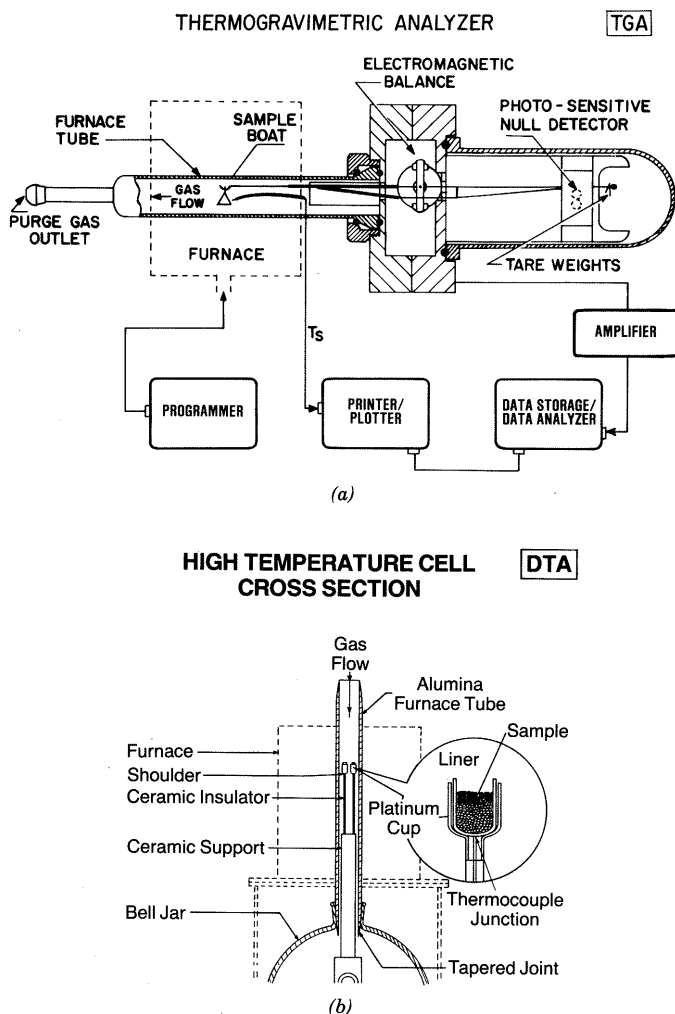 THERMOGRAVIMETRIC ANALYZER
TGA
ELECTROMAGNETIC
BALANCE
PHOTO-SENSITIVE
NULL DETECTOR
FURNACE
TUBE
SAMPLE
BOAT
GAS
FLOW
PURGE GAS
OUTLET
FURNACE
TARE WEIGHTS
TS
AMPLIFIER
PROGRAMMER
PRINTER/
PLOTTER
DATA STORAGE/
DATA ANALYZER
(a)
HIGH TEMPERATURE CELL
CROSS SECTION
DTA
Gas
Flow
Alumina
Furnace Tube
Sample
Furnace
Liner
Shoulder
Ceramic Insulator
Platinum
Cup
Ceramic Support
Thermocouple
Junction
Bell Jar
Tapered Joint
(b)